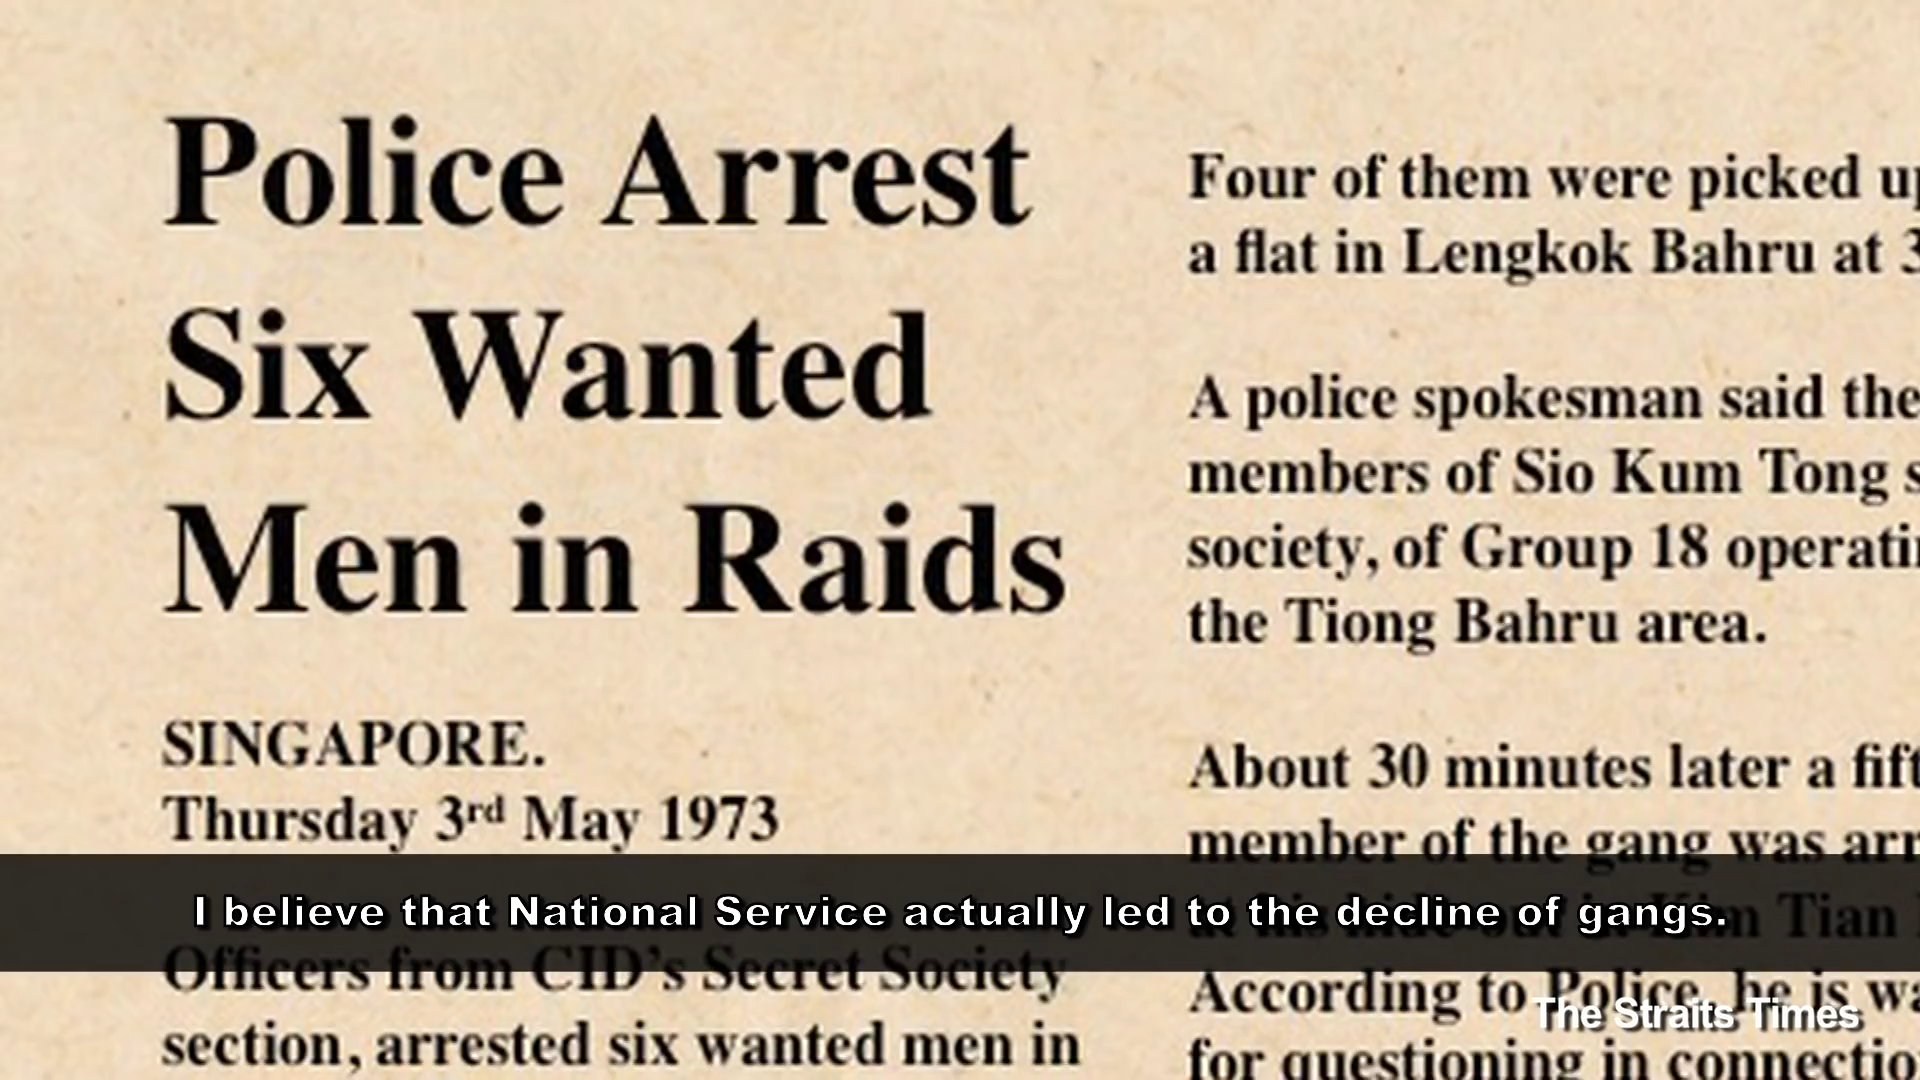 Police Arrest
Six Wanted
Men in Raids
SINGAPORE.
Thursday 3rd May 1973
Officers from CID's Secret Society
section, arrested six wanted men in
Four of them were picked up
a flat in Lengkok Bahru at 3
A police spokesman said the
members of Sio Kum Tong s
society, of Group 18 operatin
the Tiong Bahru area.
About 30 minutes later a fift
member of the gang was arr
Tian
According to Police, he is wa
for questioning in connectio
I believe that National Service actually led to the decline of gangs.
The Straits Times